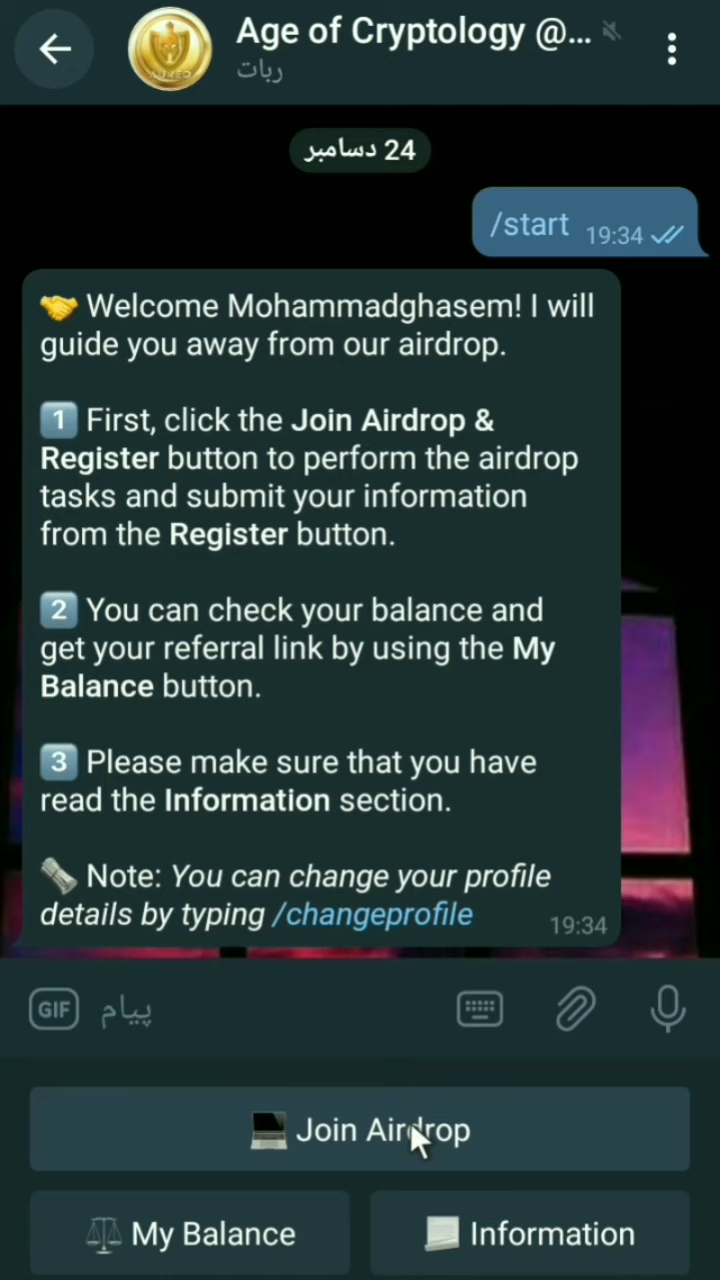 Age of Cryptology @...
ربات
24 دسامبر
/start 19:34
🤝 Welcome Mohammadghasem! I will
guide you away from our airdrop.
1️⃣ First, click the Join Airdrop &
Register button to perform the airdrop
tasks and submit your information
from the Register button.
2️⃣ You can check your balance and
get your referral link by using the My
Balance button.
3️⃣ Please make sure that you have
read the Information section.
🗞 Note: You can change your profile
details by typing /changeprofile 19:34
GIF پیام
💻 Join Airdrop
⚖ My Balance
📃 Information